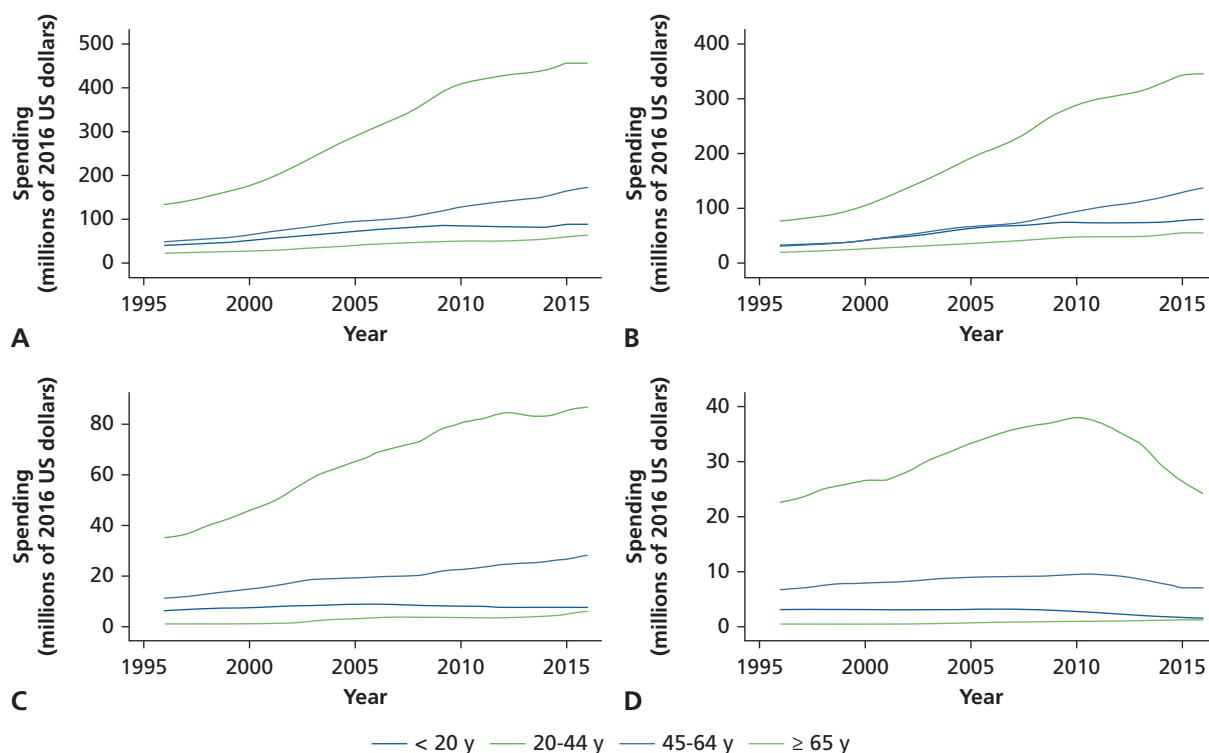 Spending
(millions of 2016 US dollars)
500
400
300
200
100
0
1995 2000 2005 2010 2015
Year
A
Spending
(millions of 2016 US dollars)
400
300
200
100
0
1995 2000 2005 2010 2015
Year
B
Spending
(millions of 2016 US dollars)
80
60
40
20
0
1995 2000 2005 2010 2015
Year
C
Spending
(millions of 2016 US dollars)
40
30
20
10
0
1995 2000 2005 2010 2015
Year
D
< 20 y 20-44 y 45-64 y ≥ 65 y